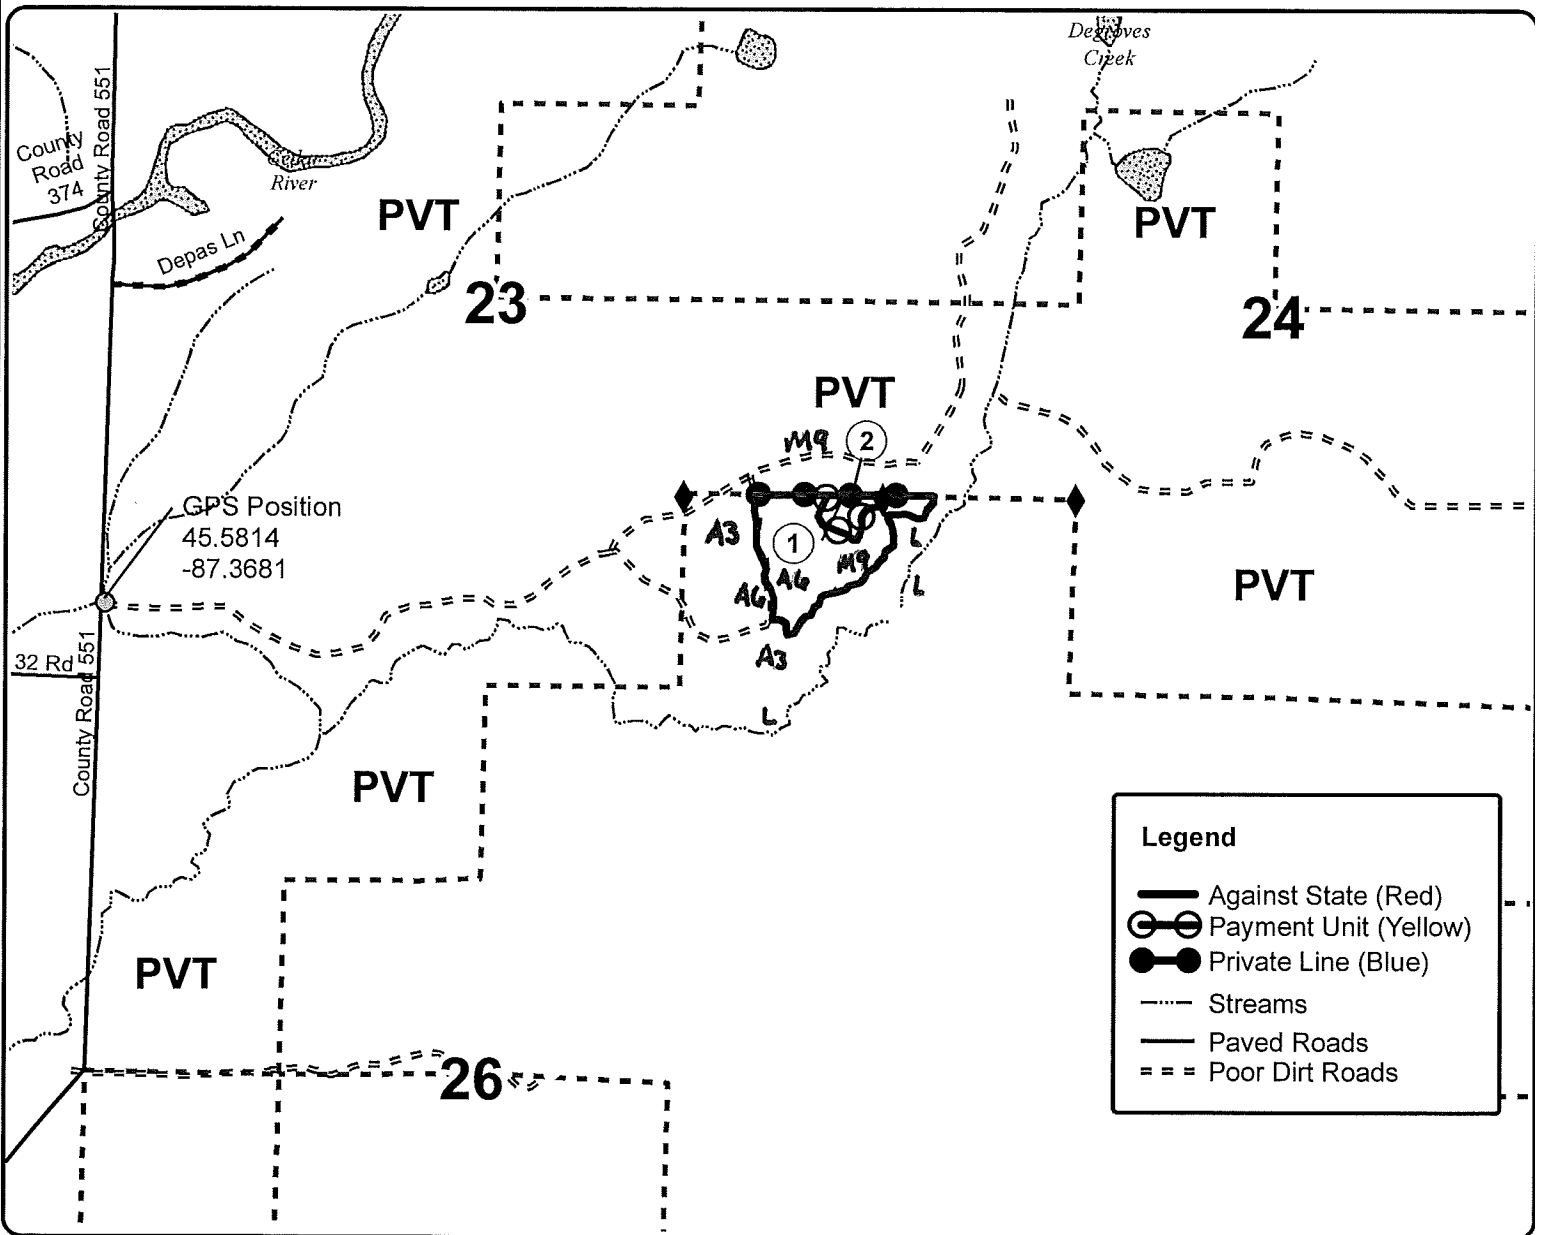 Degroves
Creek
County Road 551
County
Road
374
Cedar
River
PVT
PVT
Depas Ln
23
24
PVT
M9
2
GPS Position
45.5814
-87.3681
A3
1
L
M9
A6
A6
L
PVT
32 Rd
County Road 551
A3
L
PVT
Legend
Against State (Red)
Payment Unit (Yellow)
Private Line (Blue)
Streams
Paved Roads
Poor Dirt Roads
PVT
26